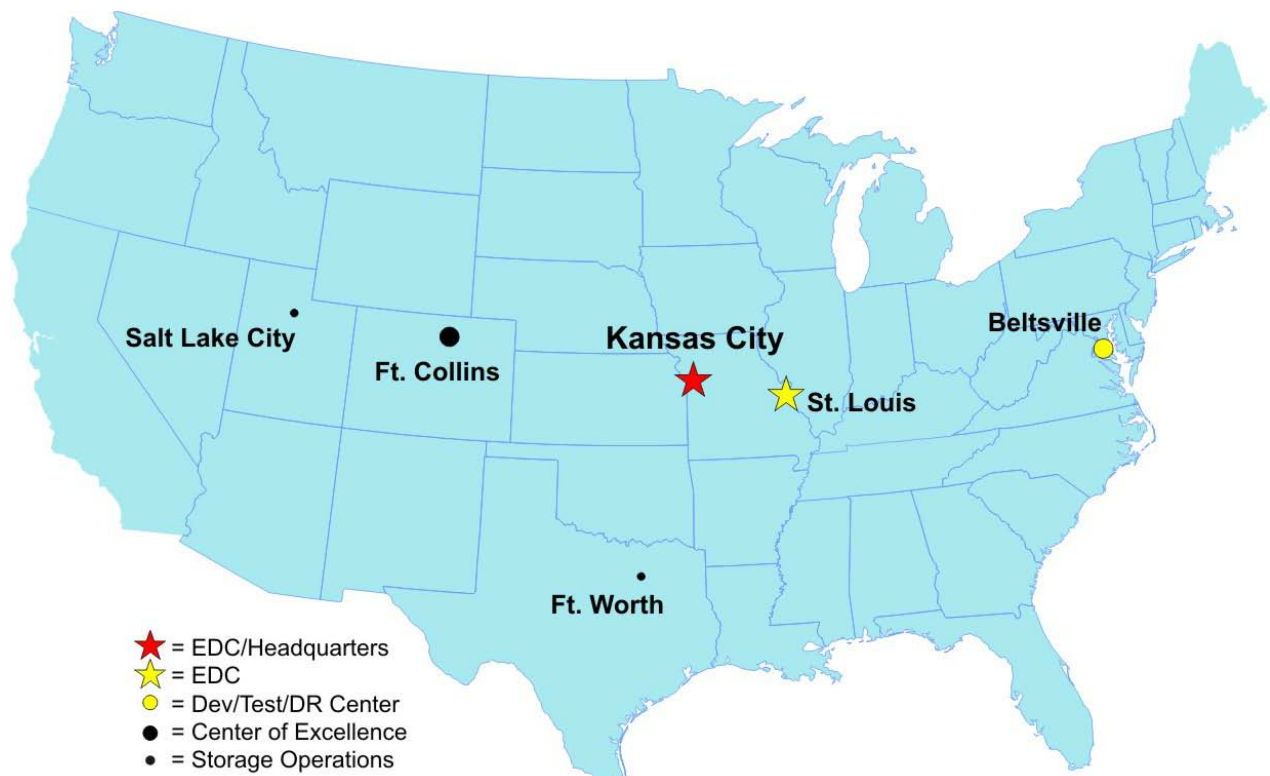 Salt Lake City
Ft. Collins
Kansas City
St. Louis
Beltsville
Ft. Worth
= EDC/Headquarters
= EDC
= Dev/Test/DR Center
= Center of Excellence
= Storage Operations